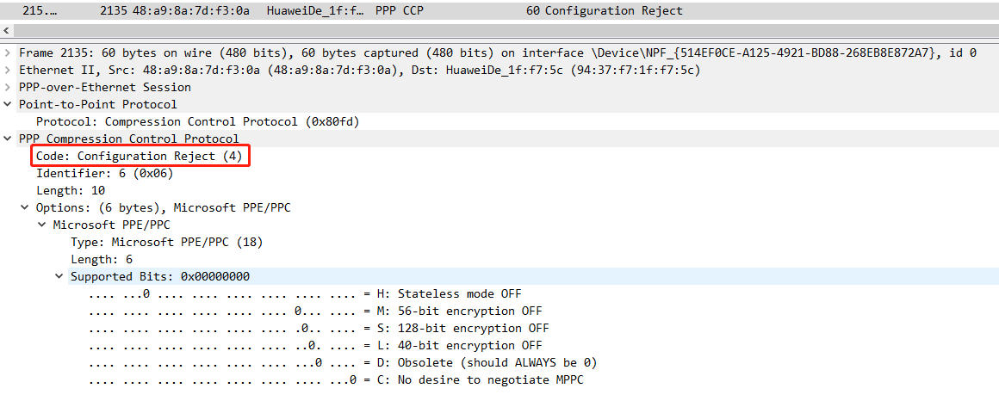 215.… 2135 48:a9:8a:7d:f3:0a HuaweiDe_1f:f… PPP CCP 60 Configuration Reject
Frame 2135: 60 bytes on wire (480 bits), 60 bytes captured (480 bits) on interface \Device\NPF_{514EF0CE-A125-4921-BD88-268EB8E872A7}, id 0
Ethernet II, Src: 48:a9:8a:7d:f3:0a (48:a9:8a:7d:f3:0a), Dst: HuaweiDe_1f:f7:5c (94:37:f7:1f:f7:5c)
PPP-over-Ethernet Session
Point-to-Point Protocol
Protocol: Compression Control Protocol (0x80fd)
PPP Compression Control Protocol
Code: Configuration Reject (4)
Identifier: 6 (0x06)
Length: 10
Options: (6 bytes), Microsoft PPE/PPC
Microsoft PPE/PPC
Type: Microsoft PPE/PPC (18)
Length: 6
Supported Bits: 0x00000000
.... ...0 .... .... .... .... .... .... = H: Stateless mode OFF
.... .... .... .... .... .... 0... .... = M: 56-bit encryption OFF
.... .... .... .... .... .... .0.. .... = S: 128-bit encryption OFF
.... .... .... .... .... .... ..0. .... = L: 40-bit encryption OFF
.... .... .... .... .... .... ...0 .... = D: Obsolete (should ALWAYS be 0)
.... .... .... .... .... .... .... ...0 = C: No desire to negotiate MPPC